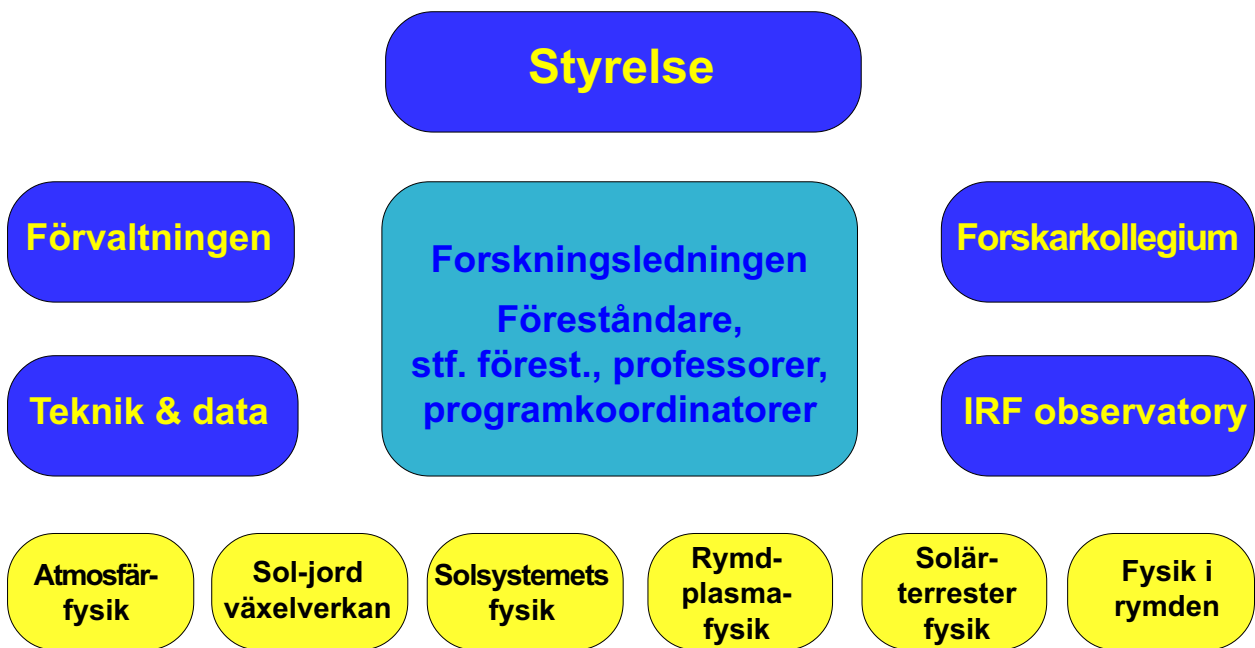 Styrelse
Förvaltningen
Forskningsledningen
Föreståndare,
stf. förest., professorer,
programkoordinatorer
Forskarkollegium
Teknik & data
IRF observatory
Atmosfär-
fysik
Sol-jord
växelverkan
Solsystemets
fysik
Rymd-
plasma-
fysik
Solär-
terrester
fysik
Fysik i
rymden